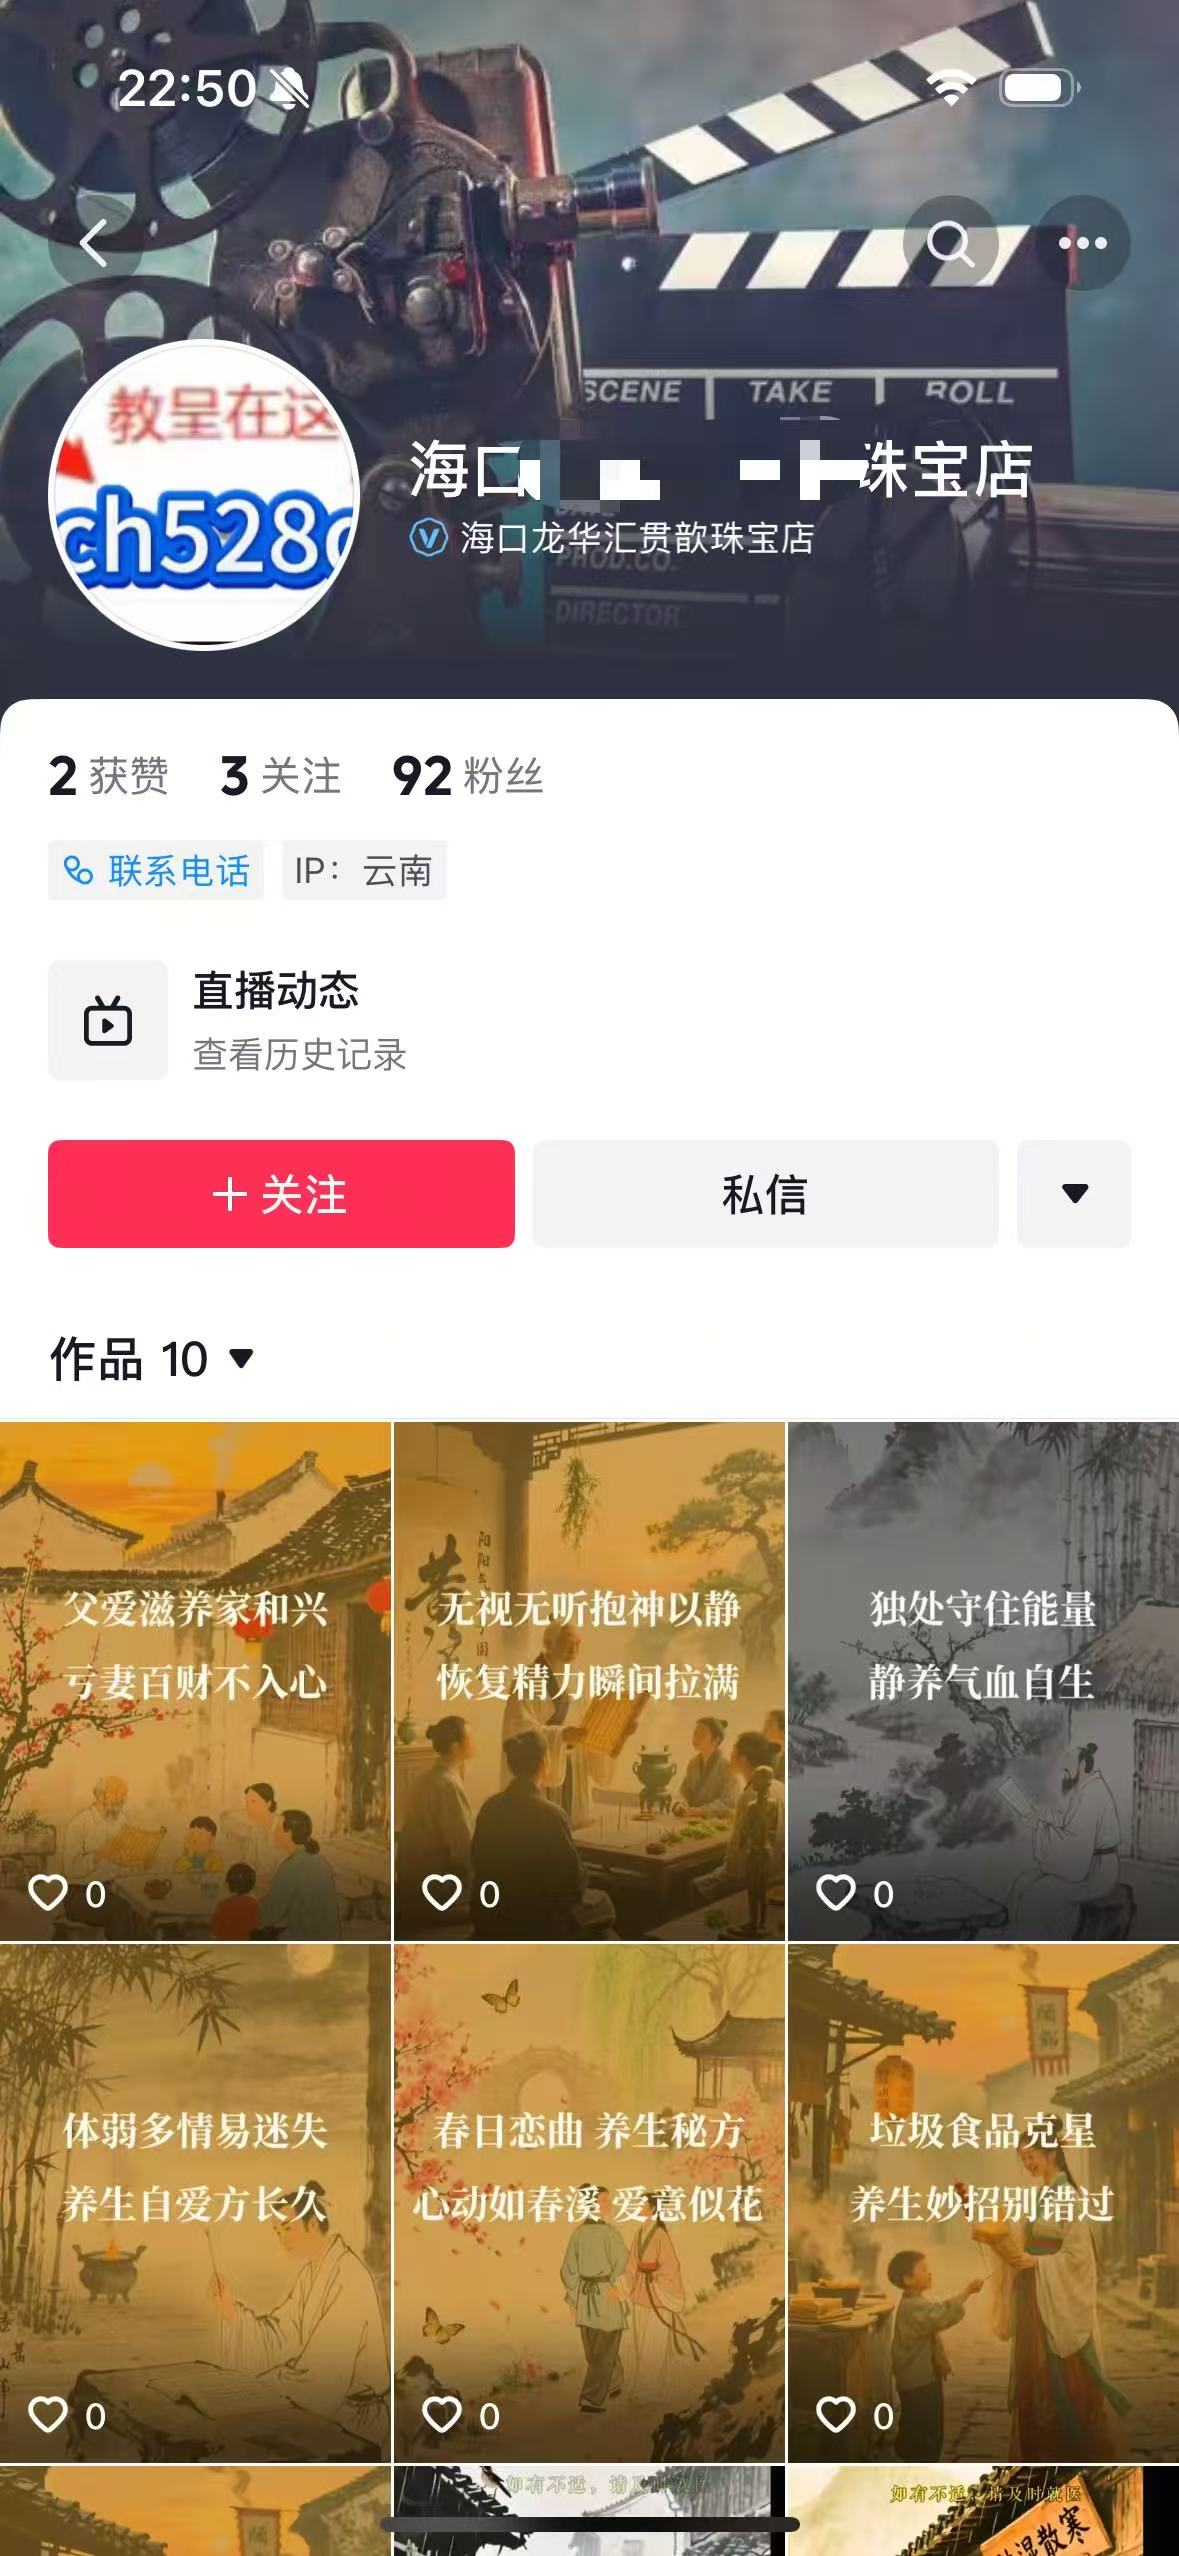 22:50
SCENE TAKE ROLL
教呈在这
ch528c
海口
珠宝店
海口龙华汇贯歆珠宝店
PROD.CO.
DIRECTOR
2 获赞 3 关注 92 粉丝
联系电话 IP：云南
直播动态
查看历史记录
关注 私信
作品 10
父爱滋养家和兴
亏妻百财不入心
0
无视无听抱神以静
恢复精力瞬间拉满
0
独处守住能量
静养气血自生
0
体弱多情易迷失
养生自爱方长久
0
春日恋曲 养生秘方
心动如春溪 爱意似花
0
垃圾食品克星
养生妙招别错过
0
如有不适，请及时就医
如有不适，请及时就医
湿散寒